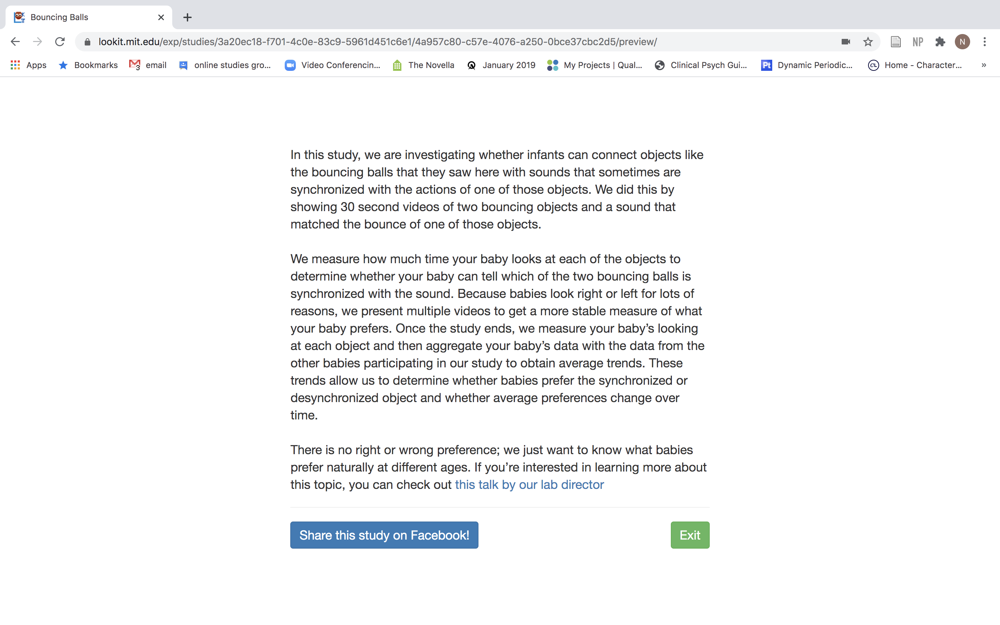 Bouncing Balls
lookit.mit.edu/exp/studies/3a20ec18-f701-4c0e-83c9-5961d451c6e1/4a957c80-c57e-4076-a250-0bce37cbc2d5/preview/
NP
N
Apps
Bookmarks
3
email
online studies gro...
Video Conferencin...
The Novella
January 2019
My Projects | Qual...
Clinical Psych Gui...
Pt
Dynamic Periodic...
CL
Home - Character...
»
In this study, we are investigating whether infants can connect objects like
the bouncing balls that they saw here with sounds that sometimes are
synchronized with the actions of one of those objects. We did this by
showing 30 second videos of two bouncing objects and a sound that
matched the bounce of one of those objects.
We measure how much time your baby looks at each of the objects to
determine whether your baby can tell which of the two bouncing balls is
synchronized with the sound. Because babies look right or left for lots of
reasons, we present multiple videos to get a more stable measure of what
your baby prefers. Once the study ends, we measure your baby’s looking
at each object and then aggregate your baby’s data with the data from the
other babies participating in our study to obtain average trends. These
trends allow us to determine whether babies prefer the synchronized or
desynchronized object and whether average preferences change over
time.
There is no right or wrong preference; we just want to know what babies
prefer naturally at different ages. If you’re interested in learning more about
this topic, you can check out this talk by our lab director
Share this study on Facebook!
Exit